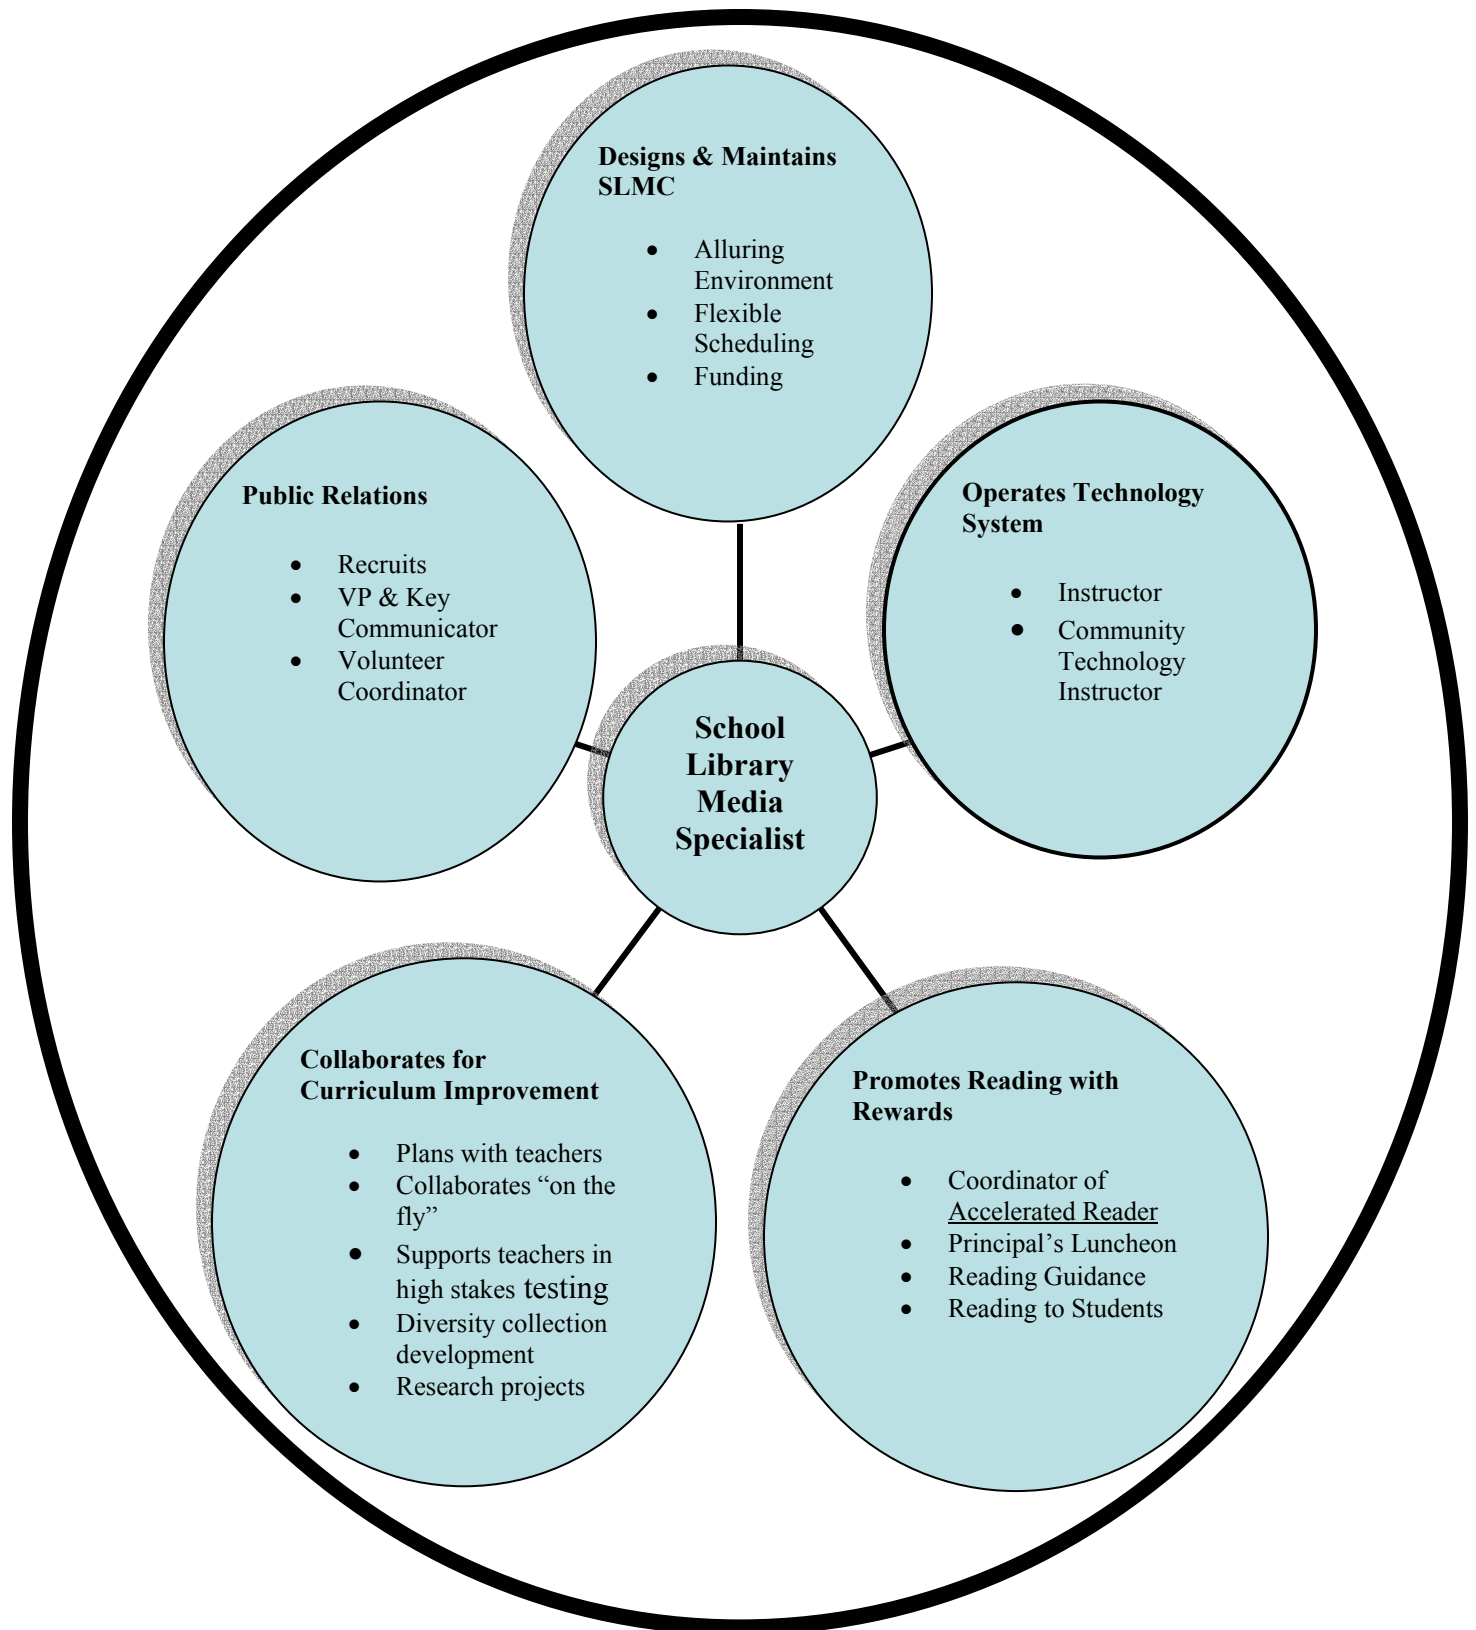 Designs & Maintains
SLMC
• Alluring
Environment
• Flexible
Scheduling
• Funding
Public Relations
• Recruits
• VP & Key
Communicator
• Volunteer
Coordinator
Operates Technology
System
• Instructor
• Community
Technology
Instructor
School
Library
Media
Specialist
Collaborates for
Curriculum Improvement
• Plans with teachers
• Collaborates “on the
fly”
• Supports teachers in
high stakes testing
• Diversity collection
development
• Research projects
Promotes Reading with
Rewards
• Coordinator of
Accelerated Reader
• Principal’s Luncheon
• Reading Guidance
• Reading to Students